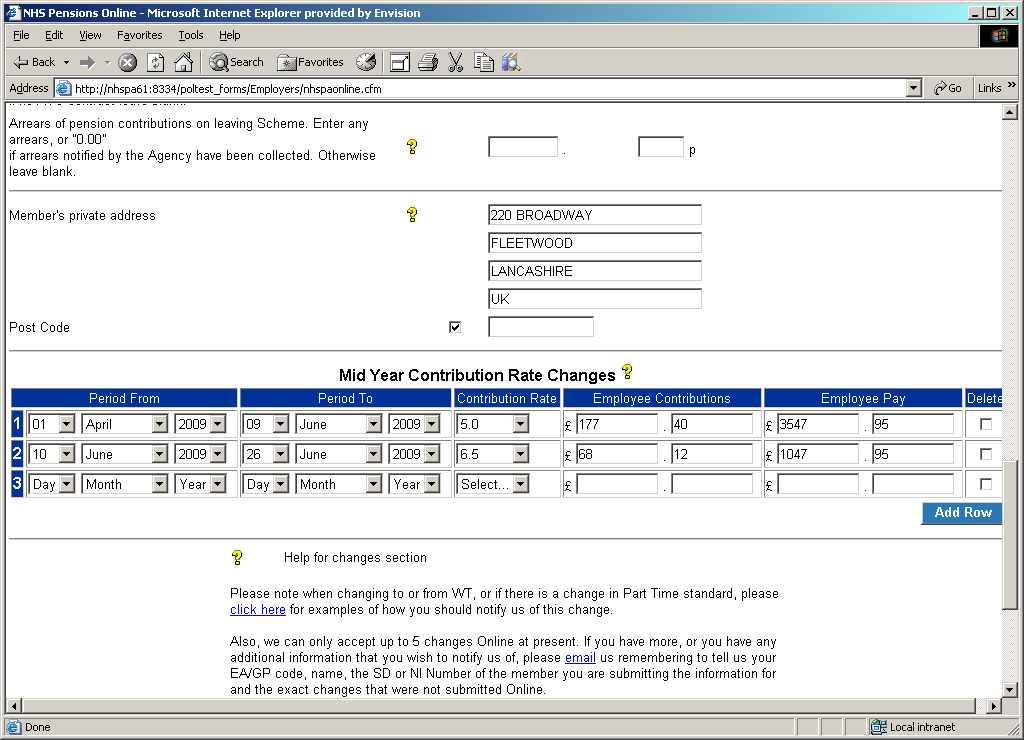 NHS Pensions Online - Microsoft Internet Explorer provided by Envision
File Edit View Favorites Tools Help
Back Search Favorites
Address http://nhspa61:8334/poltest_forms/Employers/nhspaonline.cfm Go Links »
Arrears of pension contributions on leaving Scheme. Enter any
arrears, or "0.00"
if arrears notified by the Agency have been collected. Otherwise
leave blank.
? . p
Member's private address ? 220 BROADWAY
FLEETWOOD
LANCASHIRE
UK
Post Code
Mid Year Contribution Rate Changes ?
Period From Period To Contribution Rate Employee Contributions Employee Pay Delete
1 01 April 2009 09 June 2009 5.0 £ 177 . 40 £ 3547 . 95
2 10 June 2009 26 June 2009 6.5 £ 68 . 12 £ 1047 . 95
3 Day Month Year Day Month Year Select... £ . £ .
Add Row
? Help for changes section
Please note when changing to or from WT, or if there is a change in Part Time standard, please
click here for examples of how you should notify us of this change.
Also, we can only accept up to 5 changes Online at present. If you have more, or you have any
additional information that you wish to notify us of, please email us remembering to tell us your
EA/GP code, name, the SD or NI Number of the member you are submitting the information for
and the exact changes that were not submitted Online.
Done Local intranet